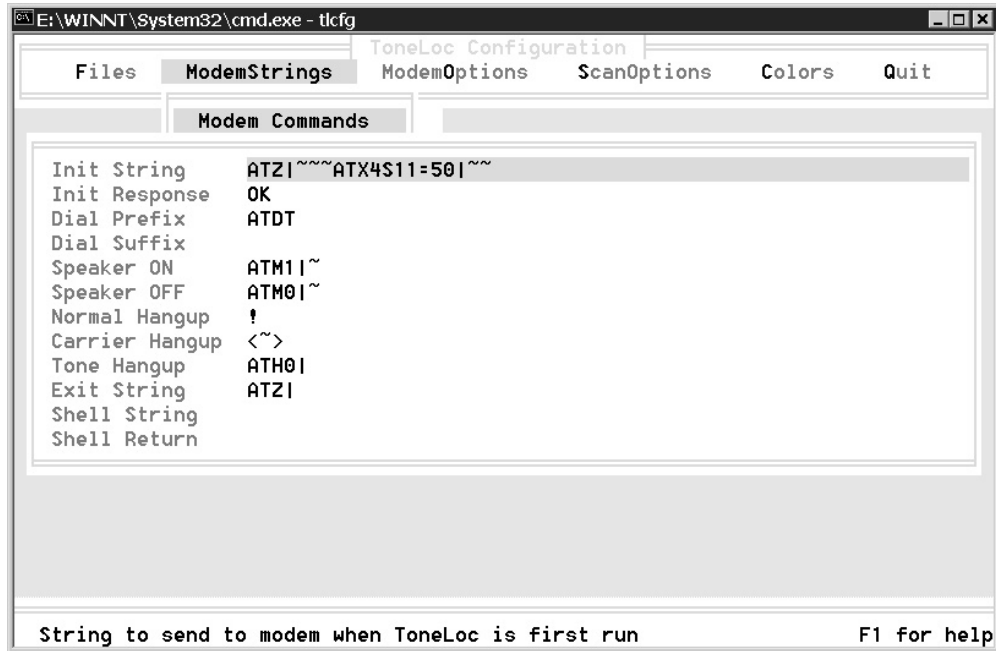 E:\WINNT\System32\cmd.exe - tlcfg
ToneLoc Configuration
Files ModemStrings ModemOptions ScanOptions Colors Quit
Modem Commands
Init String ATZ|~~~ATX4S11=50|~~
Init Response OK
Dial Prefix ATDT
Dial Suffix
Speaker ON ATM1|~
Speaker OFF ATM0|~
Normal Hangup !
Carrier Hangup <~>
Tone Hangup ATH0|
Exit String ATZ|
Shell String
Shell Return
String to send to modem when ToneLoc is first run F1 for help